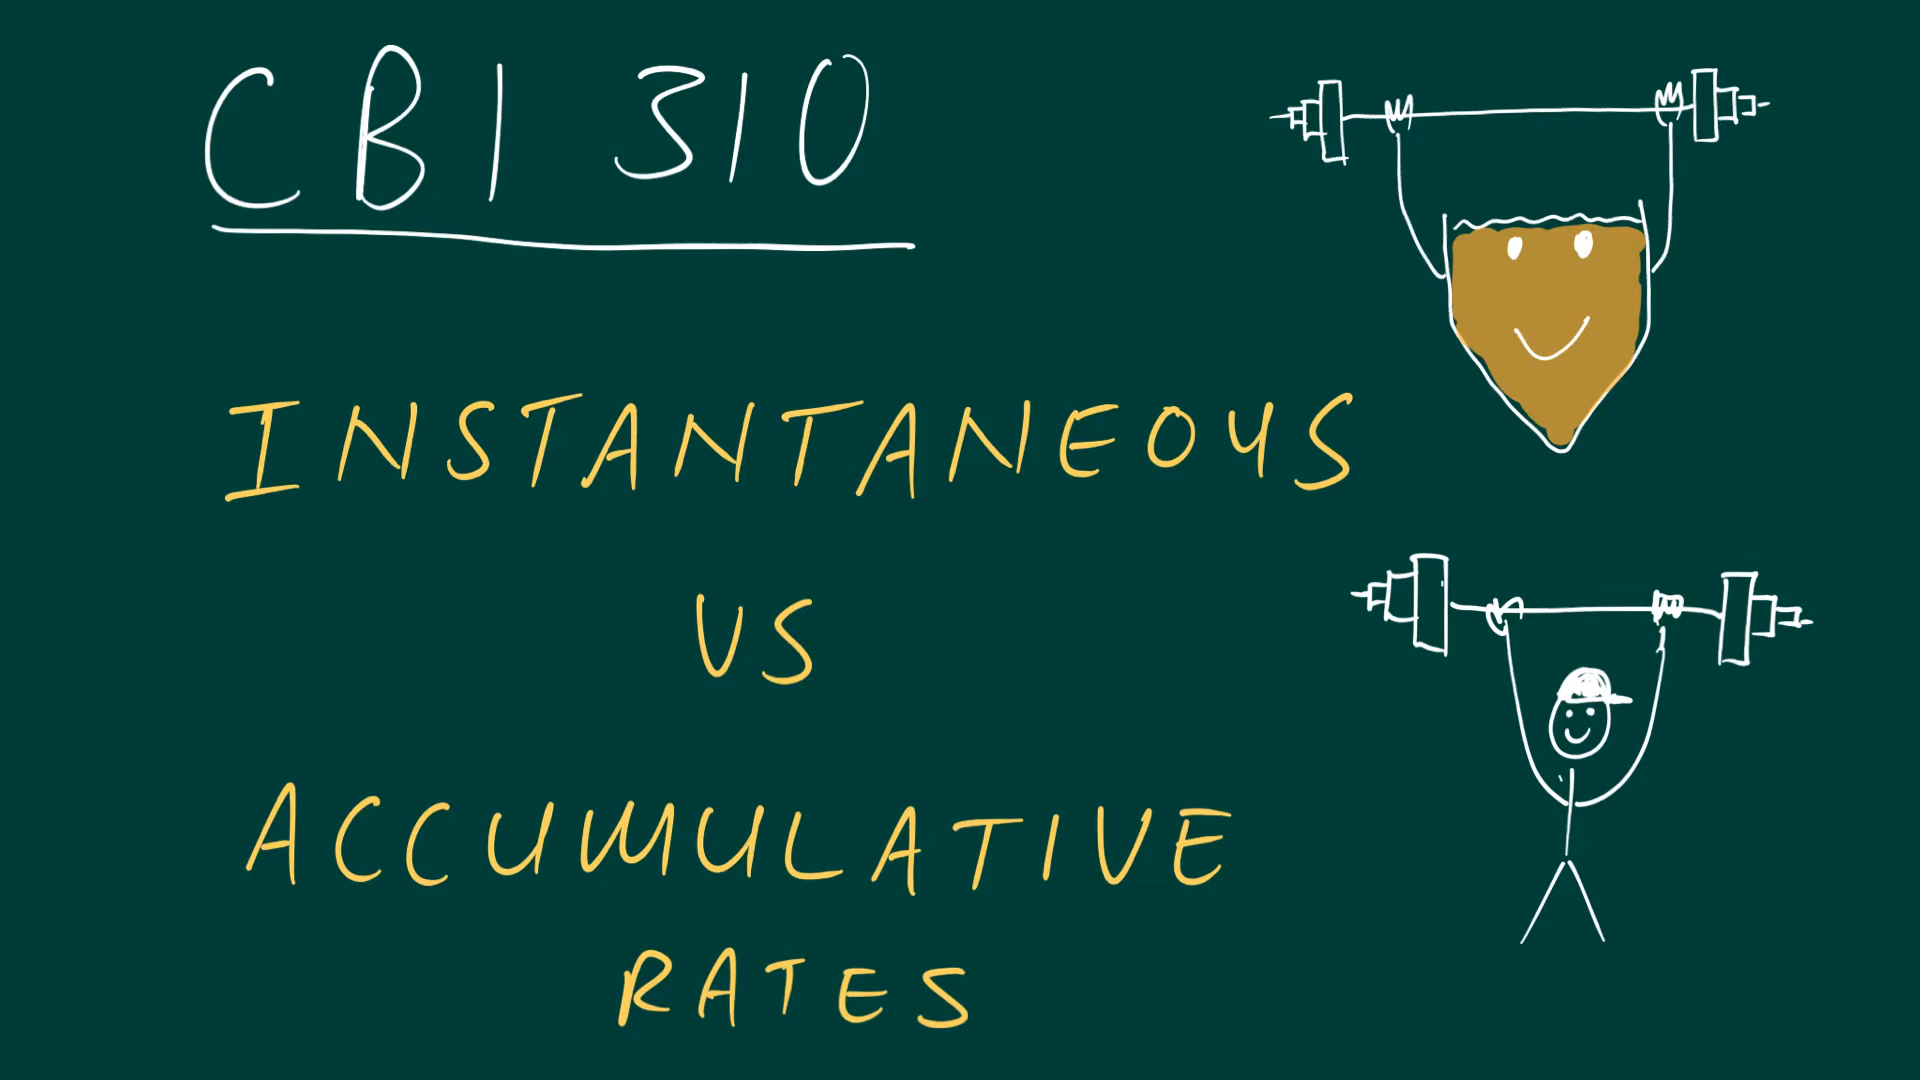 CBI 310
INSTANTANEOUS
VS
ACCUMULATIVE
RATES